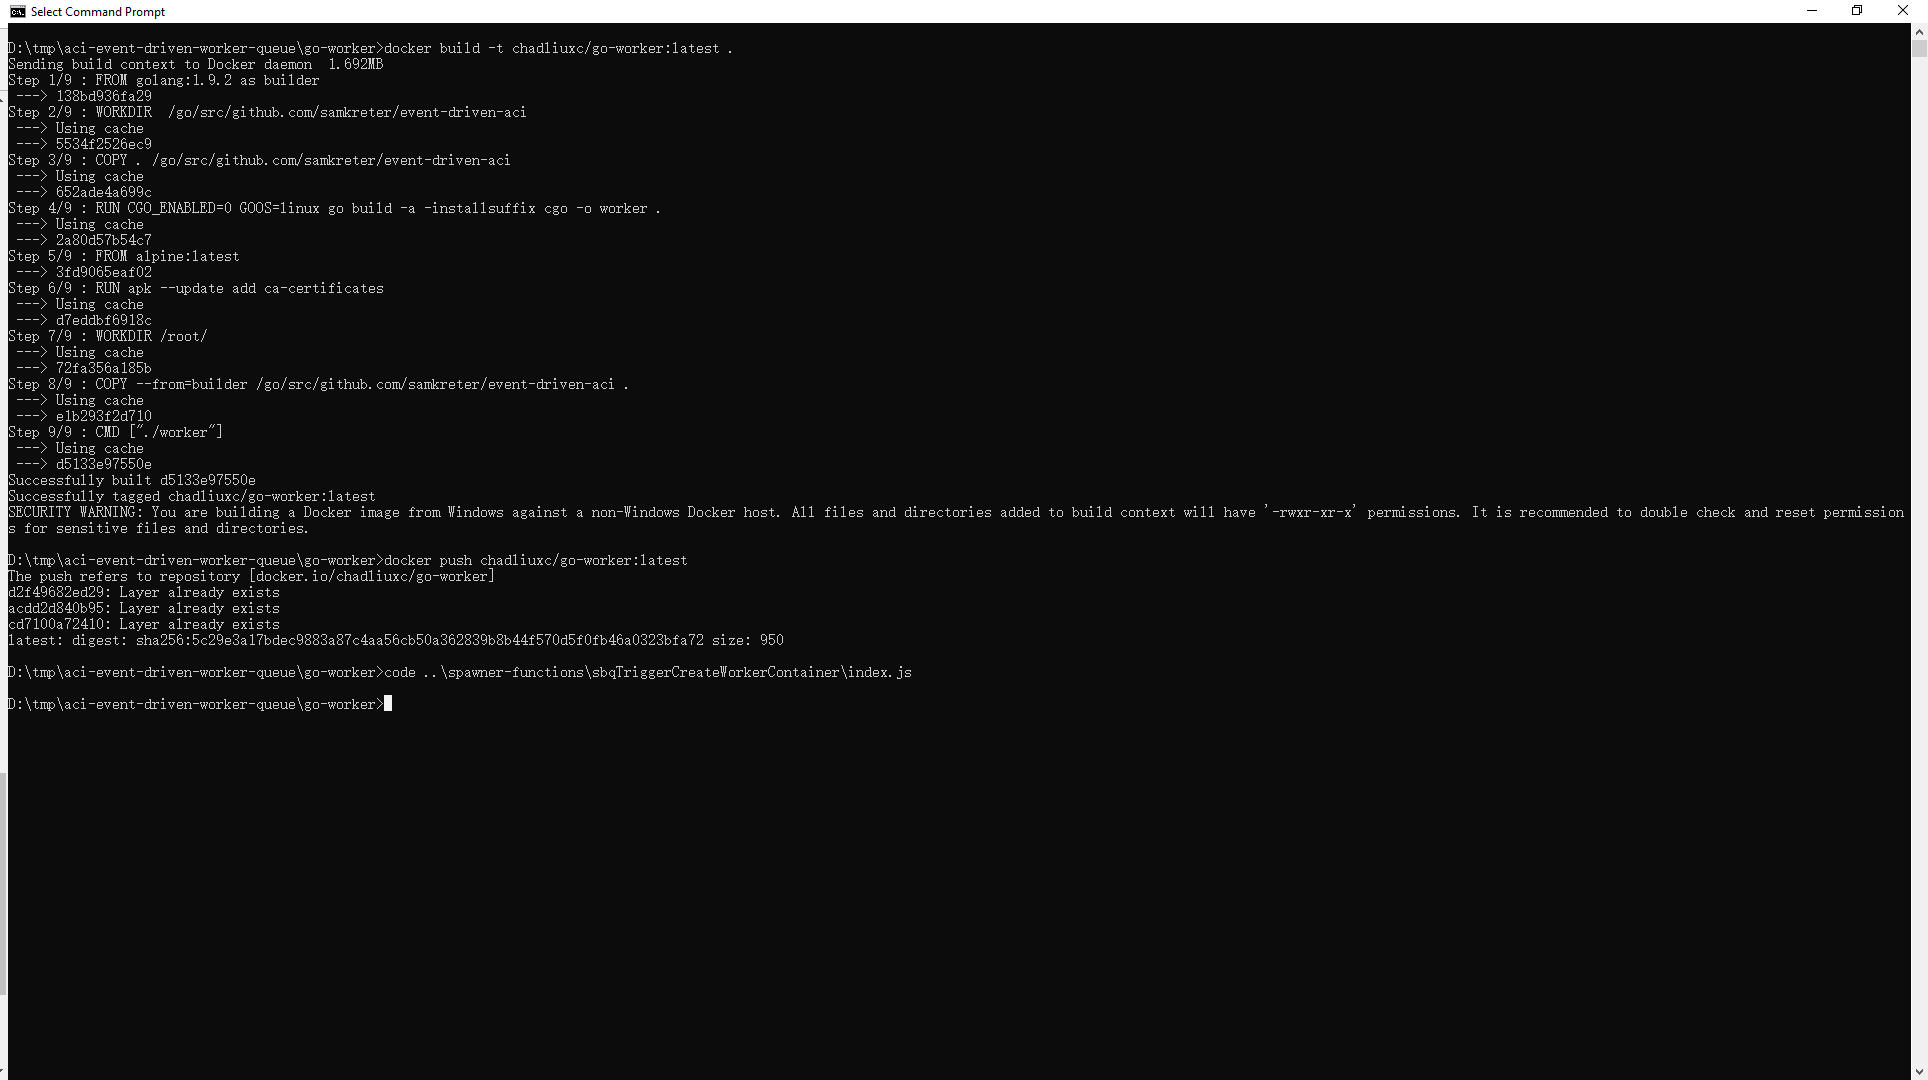 Select Command Prompt
D:\tmp\aci-event-driven-worker-queue\go-worker>docker build -t chadliuxc/go-worker:latest .
Sending build context to Docker daemon  1.692MB
Step 1/9 : FROM golang:1.9.2 as builder
 ---> 138bd936fa29
Step 2/9 : WORKDIR  /go/src/github.com/samkreter/event-driven-aci
 ---> Using cache
 ---> 5534f2526ec9
Step 3/9 : COPY . /go/src/github.com/samkreter/event-driven-aci
 ---> Using cache
 ---> 652ade4a699c
Step 4/9 : RUN CGO_ENABLED=0 GOOS=linux go build -a -installsuffix cgo -o worker .
 ---> Using cache
 ---> 2a80d57b54c7
Step 5/9 : FROM alpine:latest
 ---> 3fd9065eaf02
Step 6/9 : RUN apk --update add ca-certificates
 ---> Using cache
 ---> d7eddbf6918c
Step 7/9 : WORKDIR /root/
 ---> Using cache
 ---> 72fa356a185b
Step 8/9 : COPY --from=builder /go/src/github.com/samkreter/event-driven-aci .
 ---> Using cache
 ---> e1b293f2d710
Step 9/9 : CMD ["./worker"]
 ---> Using cache
 ---> d5133e97550e
Successfully built d5133e97550e
Successfully tagged chadliuxc/go-worker:latest
SECURITY WARNING: You are building a Docker image from Windows against a non-Windows Docker host. All files and directories added to build context will have '-rwxr-xr-x' permissions. It is recommended to double check and reset permission
s for sensitive files and directories.
D:\tmp\aci-event-driven-worker-queue\go-worker>docker push chadliuxc/go-worker:latest
The push refers to repository [docker.io/chadliuxc/go-worker]
d2f49682ed29: Layer already exists
acdd2d840b95: Layer already exists
cd7100a72410: Layer already exists
latest: digest: sha256:5c29e3a17bdec9883a87c4aa56cb50a362839b8b44f570d5f0fb46a0323bfa72 size: 950
D:\tmp\aci-event-driven-worker-queue\go-worker>code ..\spawner-functions\sbqTriggerCreateWorkerContainer\index.js
D:\tmp\aci-event-driven-worker-queue\go-worker>